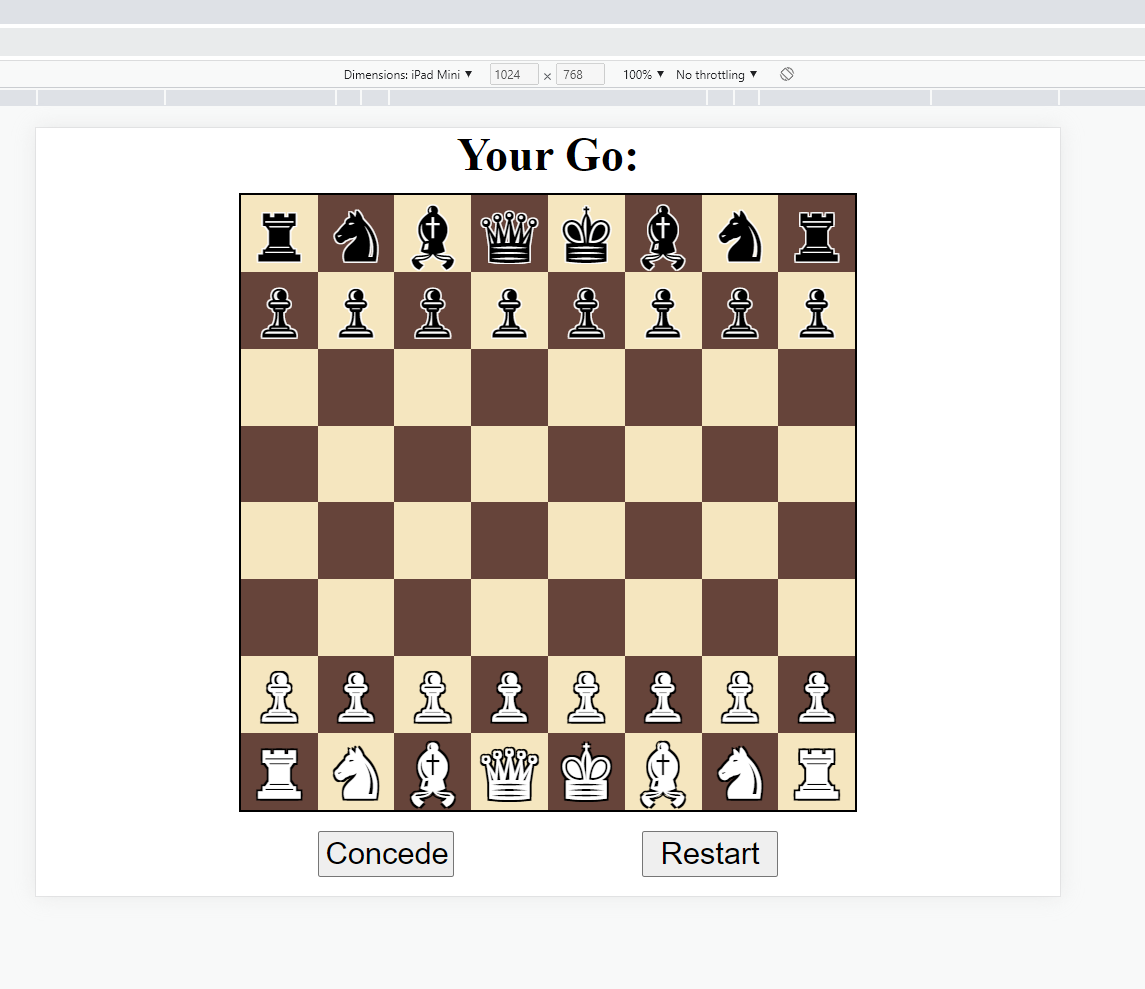 Dimensions: iPad Mini ▼ 1024 × 768 100% ▼ No throttling ▼
Your Go:
Concede Restart